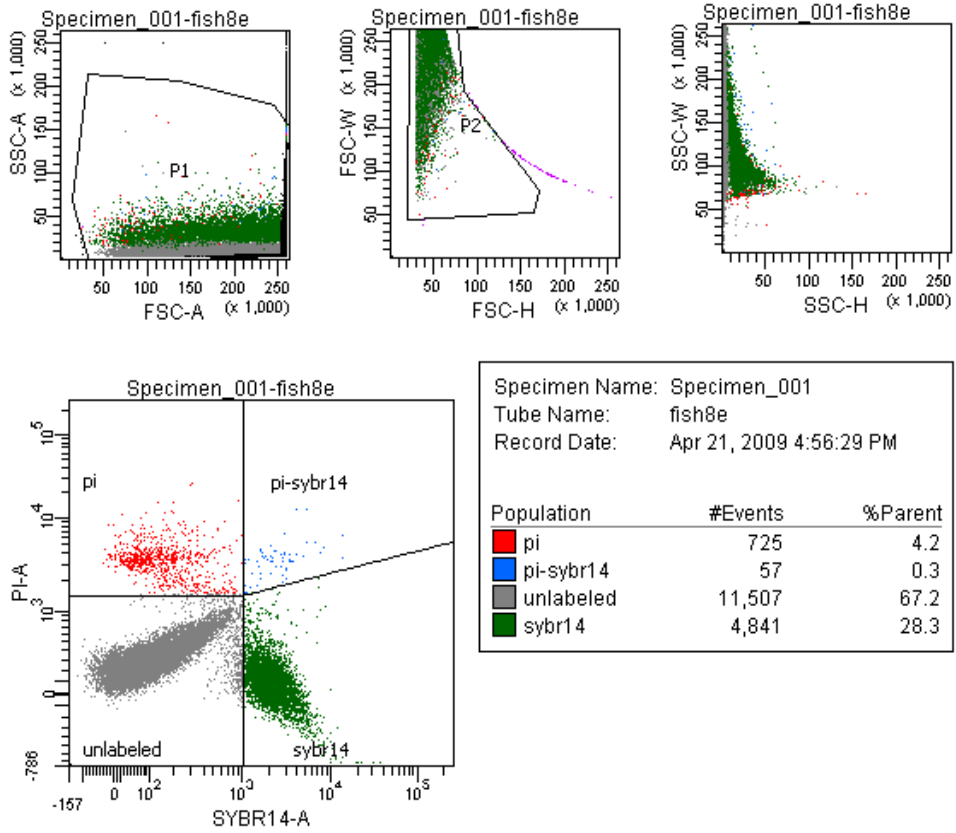 Specimen_001-fish8e
SSC-A (x 1,000)
50 100 150 200 250
P1
50 100 150 200 250
FSC-A (x 1,000)
Specimen_001-fish8e
FSC-W (x 1,000)
50 100 150 200 250
P2
50 100 150 200 250
FSC-H (x 1,000)
Specimen_001-fish8e
SSC-W (x 1,000)
50 100 150 200 250
50 100 150 200 250
SSC-H (x 1,000)
Specimen_001-fish8e
PI-A
-786 0 10^3 10^4 10^5
pi
pi-sybr14
unlabeled
sybr14
-157 0 10^2 10^3 10^4 10^5
SYBR14-A
Specimen Name: Specimen_001
Tube Name: fish8e
Record Date: Apr 21, 2009 4:56:29 PM
Population #Events %Parent
pi 725 4.2
pi-sybr14 57 0.3
unlabeled 11,507 67.2
sybr14 4,841 28.3